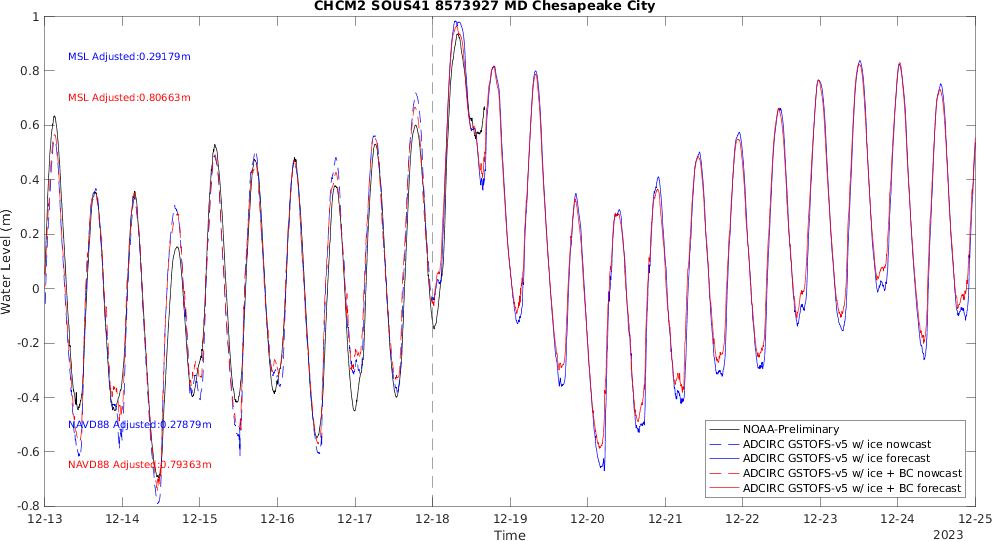 CHCM2 SOUS41 8573927 MD Chesapeake City
MSL Adjusted:0.29179m
MSL Adjusted:0.80663m
NAVD88 Adjusted:0.27879m
NAVD88 Adjusted:0.79363m
Water Level (m)
1
0.8
0.6
0.4
0.2
0
-0.2
-0.4
-0.6
-0.8
12-13 12-14 12-15 12-16 12-17 12-18 12-19 12-20 12-21 12-22 12-23 12-24 12-25
Time
2023
NOAA-Preliminary
ADCIRC GSTOFS-v5 w/ ice nowcast
ADCIRC GSTOFS-v5 w/ ice forecast
ADCIRC GSTOFS-v5 w/ ice + BC nowcast
ADCIRC GSTOFS-v5 w/ ice + BC forecast